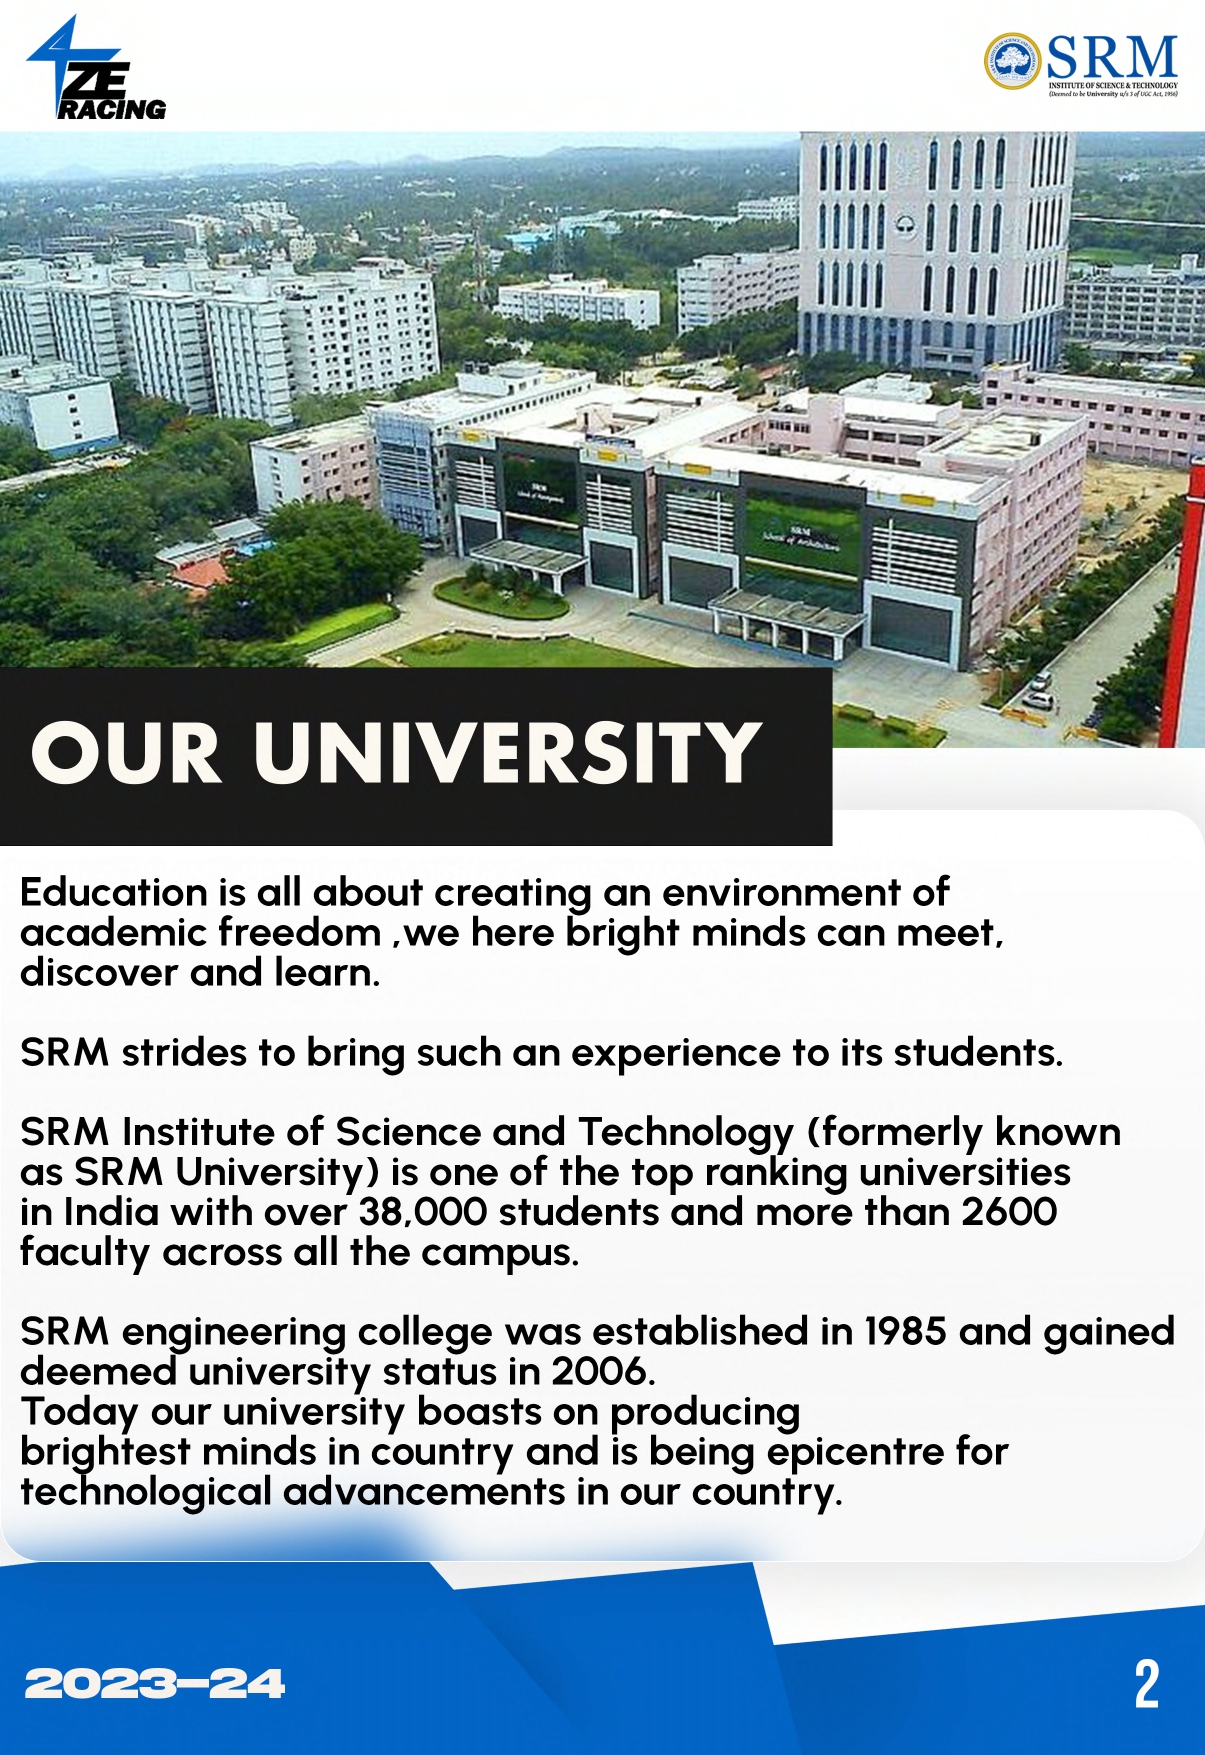 4ZE
RACING
SRM
INSTITUTE OF SCIENCE & TECHNOLOGY
(Deemed to be University u/s 3 of UGC Act, 1956)
SRM
SRM
School of Architecture
OUR UNIVERSITY
Education is all about creating an environment of
academic freedom ,we here bright minds can meet,
discover and learn.
SRM strides to bring such an experience to its students.
SRM Institute of Science and Technology (formerly known
as SRM University) is one of the top ranking universities
in India with over 38,000 students and more than 2600
faculty across all the campus.
SRM engineering college was established in 1985 and gained
deemed university status in 2006.
Today our university boasts on producing
brightest minds in country and is being epicentre for
technological advancements in our country.
2023–24
2